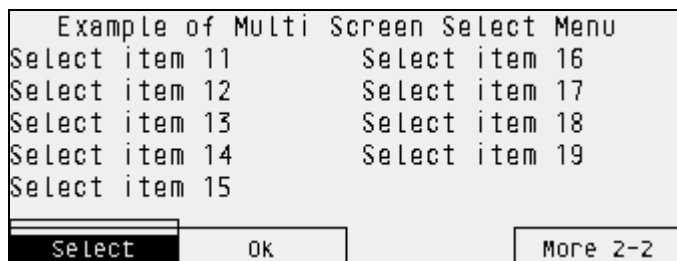 Example of Multi Screen Select Menu
Select item 11 Select item 16
Select item 12 Select item 17
Select item 13 Select item 18
Select item 14 Select item 19
Select item 15
Select Ok More 2-2